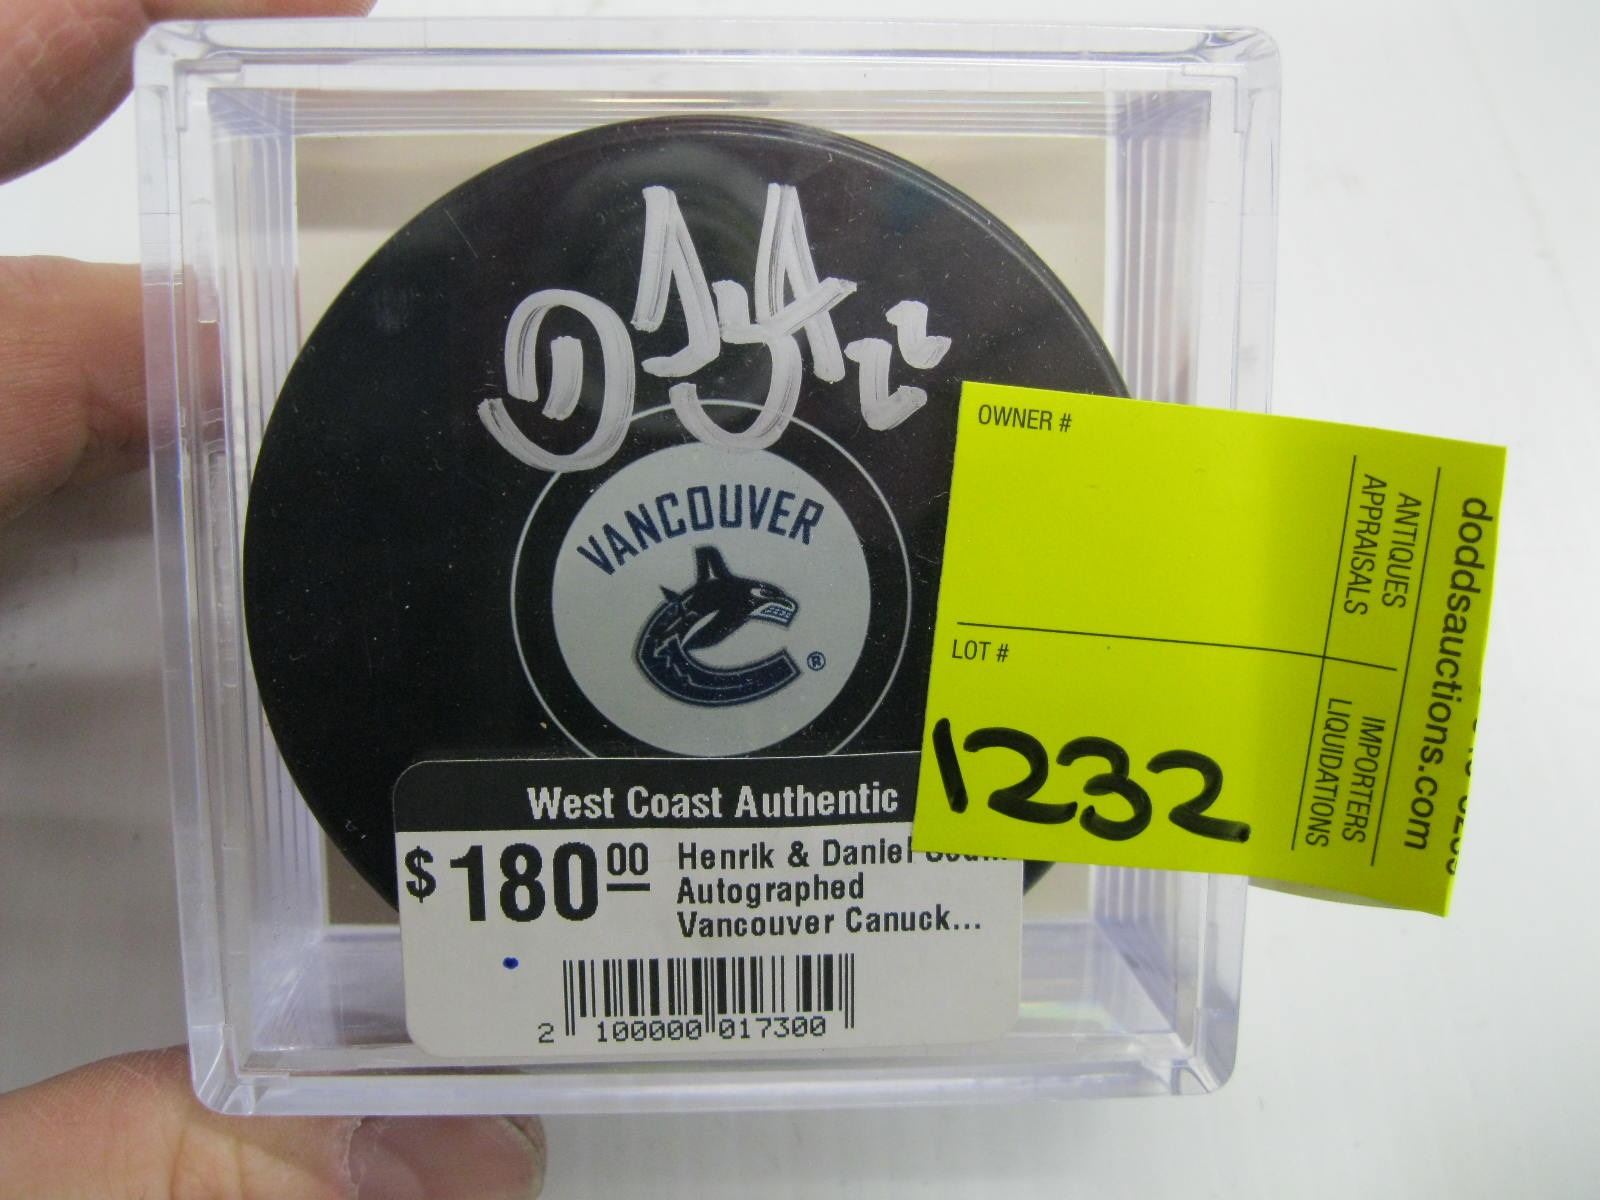 22
VANCOUVER
®
West Coast Authentic
$180 00
Henrik & Daniel
Autographed
Vancouver Canuck...
2 100000 017300
OWNER #
LOT #
1232
ANTIQUES
APPRAISALS
IMPORTERS
LIQUIDATIONS
doddsauctions.com